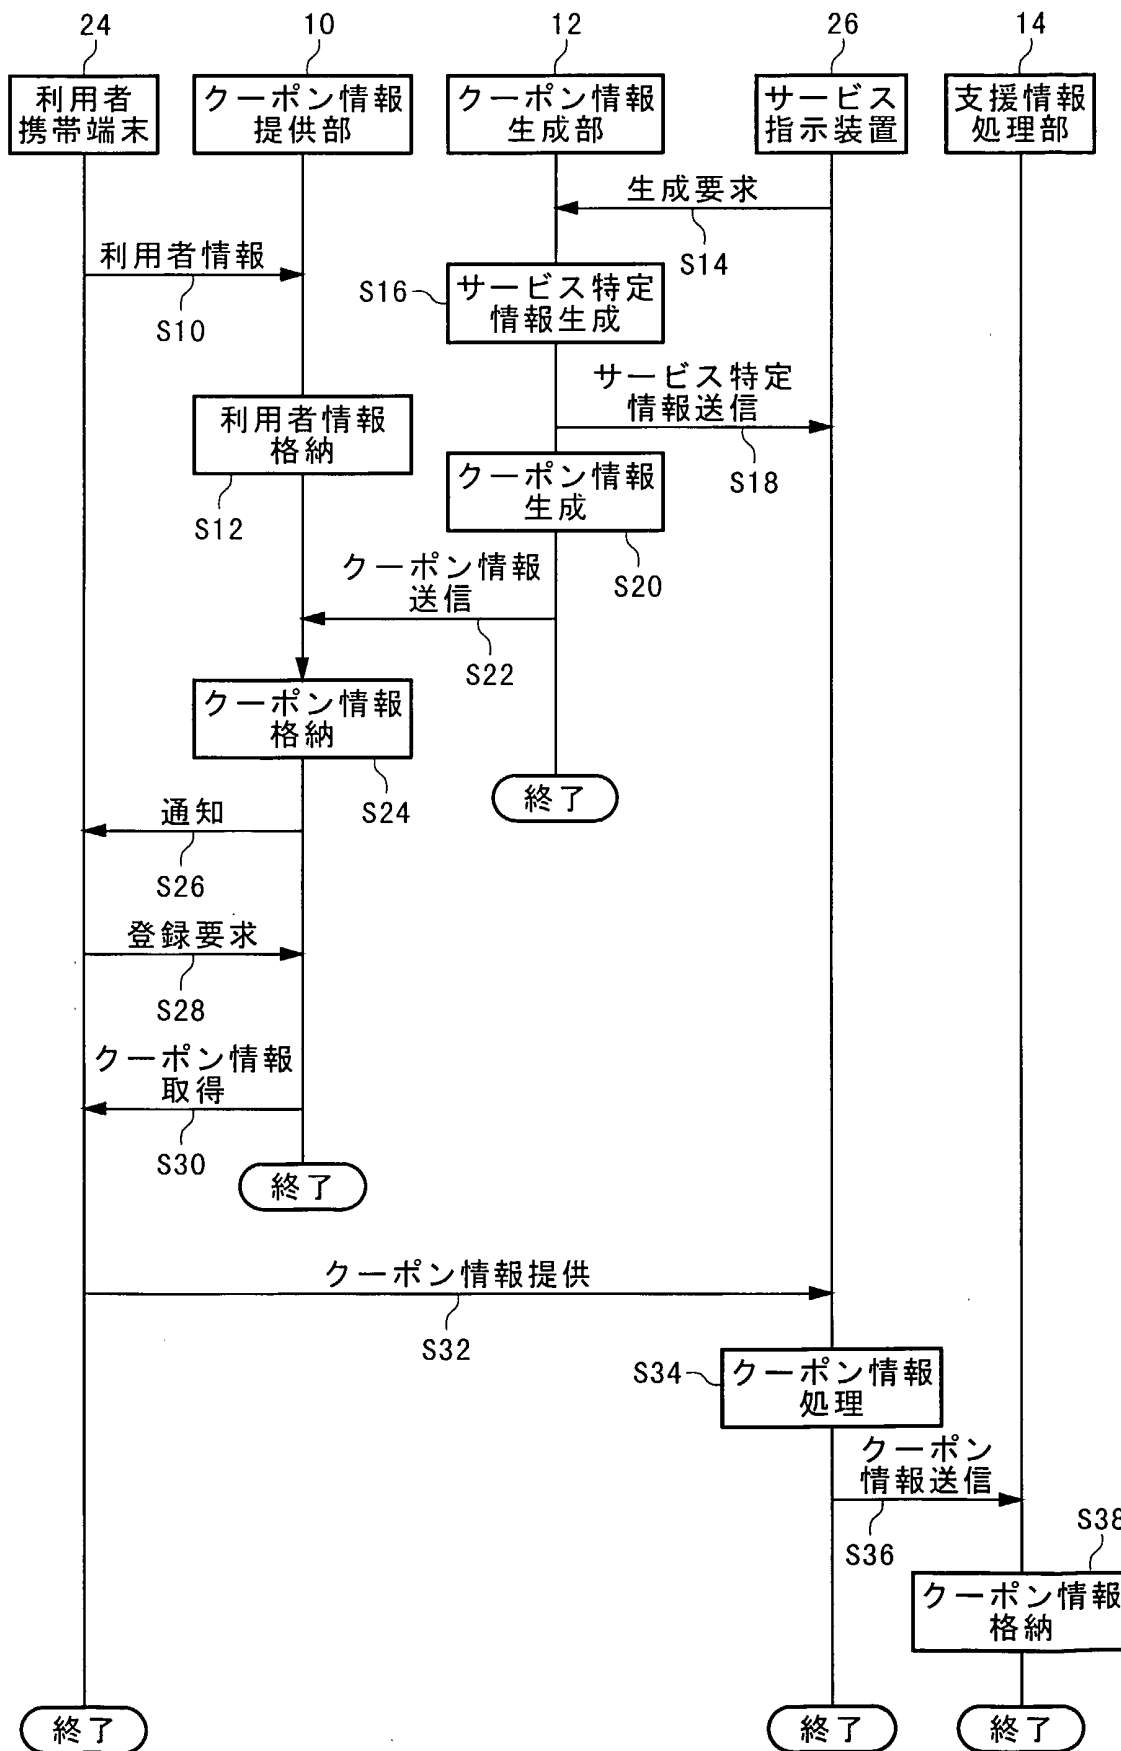 24
10
12
26
14
利用者
携帯端末
クーポン情報
提供部
クーポン情報
生成部
サービス
指示装置
支援情報
処理部
生成要求
S14
利用者情報
S10
S16
サービス特定
情報生成
サービス特定
情報送信
S18
利用者情報
格納
S12
クーポン情報
生成
S20
クーポン情報
送信
S22
クーポン情報
格納
S24
終了
通知
S26
登録要求
S28
クーポン情報
取得
S30
終了
クーポン情報提供
S32
S34
クーポン情報
処理
クーポン
情報送信
S36
S38
クーポン情報
格納
終了
終了
終了